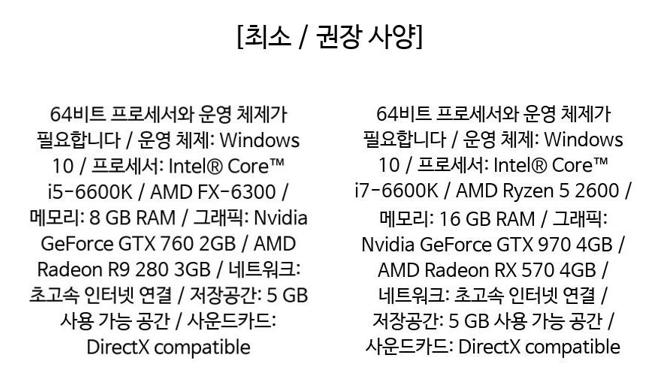 [최소 / 권장 사양]
64비트 프로세서와 운영 체제가
필요합니다 / 운영 체제: Windows
10 / 프로세서: Intel® Core™
i5-6600K / AMD FX-6300 /
메모리: 8 GB RAM / 그래픽: Nvidia
GeForce GTX 760 2GB / AMD
Radeon R9 280 3GB / 네트워크:
초고속 인터넷 연결 / 저장공간: 5 GB
사용 가능 공간 / 사운드카드:
DirectX compatible
64비트 프로세서와 운영 체제가
필요합니다 / 운영 체제: Windows
10 / 프로세서: Intel® Core™
i7-6600K / AMD Ryzen 5 2600 /
메모리: 16 GB RAM / 그래픽:
Nvidia GeForce GTX 970 4GB /
AMD Radeon RX 570 4GB /
네트워크: 초고속 인터넷 연결 /
저장공간: 5 GB 사용 가능 공간 /
사운드카드: DirectX compatible